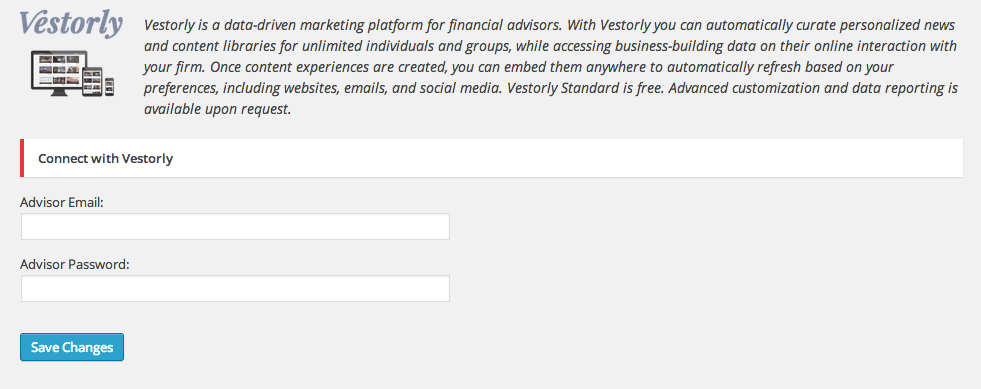 Vestorly
Vestorly is a data-driven marketing platform for financial advisors. With Vestorly you can automatically curate personalized news
and content libraries for unlimited individuals and groups, while accessing business-building data on their online interaction with
your firm. Once content experiences are created, you can embed them anywhere to automatically refresh based on your
preferences, including websites, emails, and social media. Vestorly Standard is free. Advanced customization and data reporting is
available upon request.
Connect with Vestorly
Advisor Email:
Advisor Password:
Save Changes